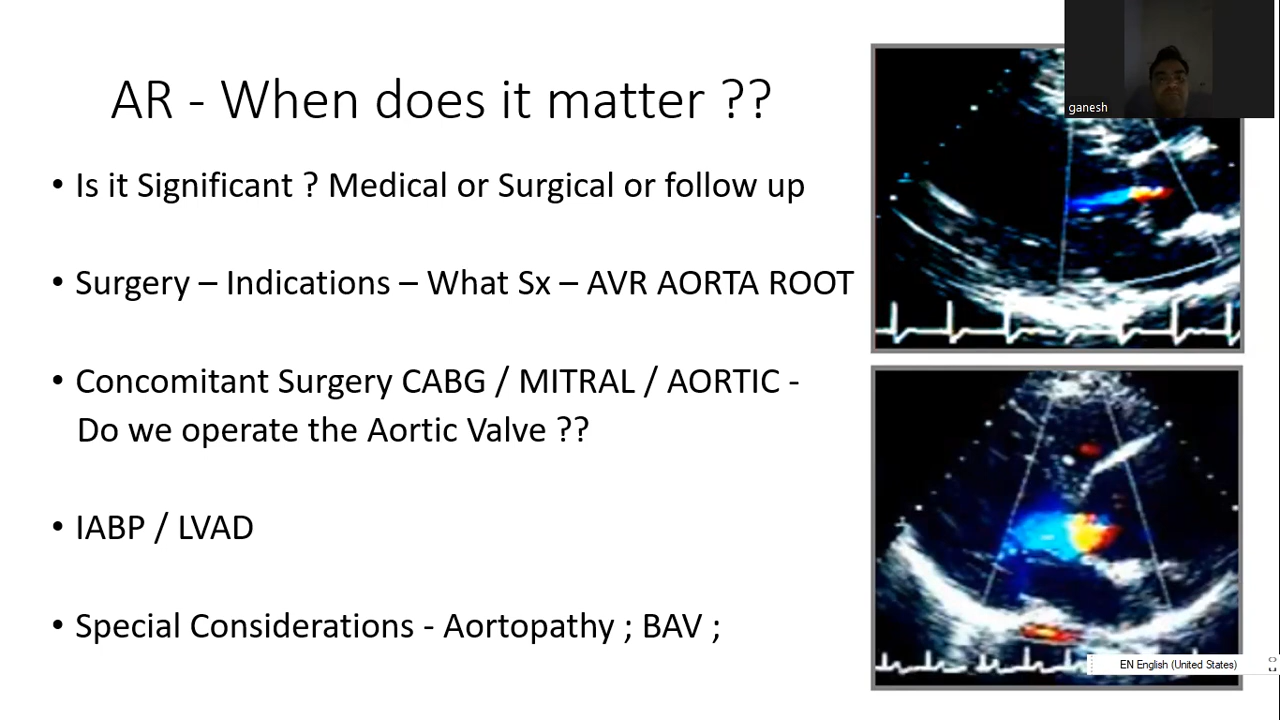 AR - When does it matter ??
• Is it Significant ? Medical or Surgical or follow up
• Surgery – Indications – What Sx – AVR AORTA ROOT
• Concomitant Surgery CABG / MITRAL / AORTIC -
Do we operate the Aortic Valve ??
• IABP / LVAD
• Special Considerations - Aortopathy ; BAV ;
ganesh
EN English (United States)